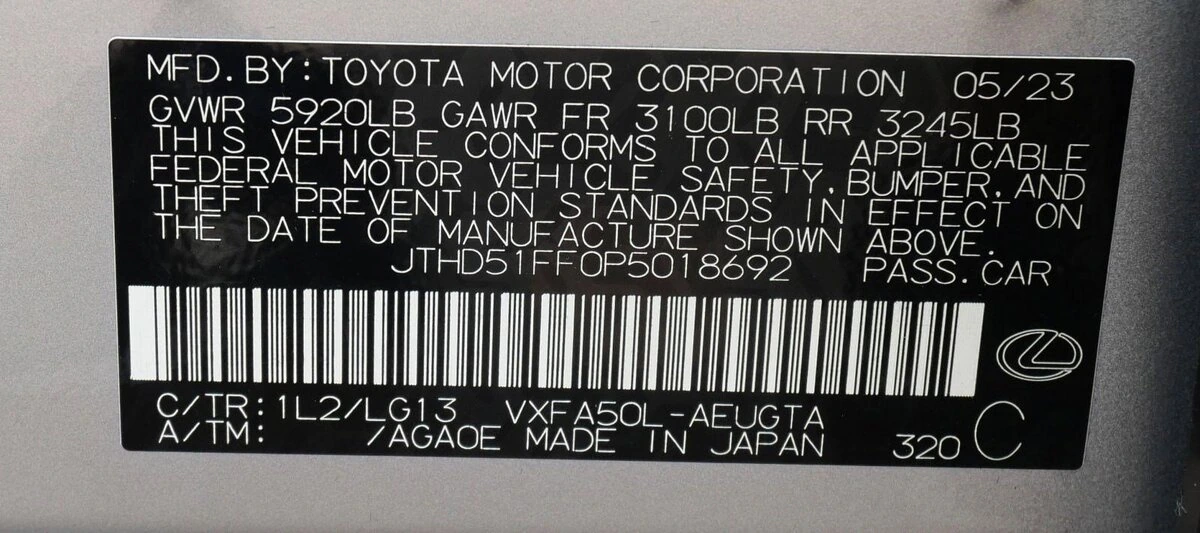 MFD.BY:TOYOTA MOTOR CORPORATION 05/23
GVWR 5920LB GAWR FR 3100LB RR 3245LB
THIS VEHICLE CONFORMS TO ALL APPLICABLE
FEDERAL MOTOR VEHICLE SAFETY,BUMPER,AND
THEFT PREVENTION STANDARDS IN EFFECT ON
THE DATE OF MANUFACTURE SHOWN ABOVE.
JTHD51FF0P5018692 PASS.CAR
C/TR:1L2/LG13 VXFA50L-AEUGTA
A/TM: /AGA0E MADE IN JAPAN 320 C